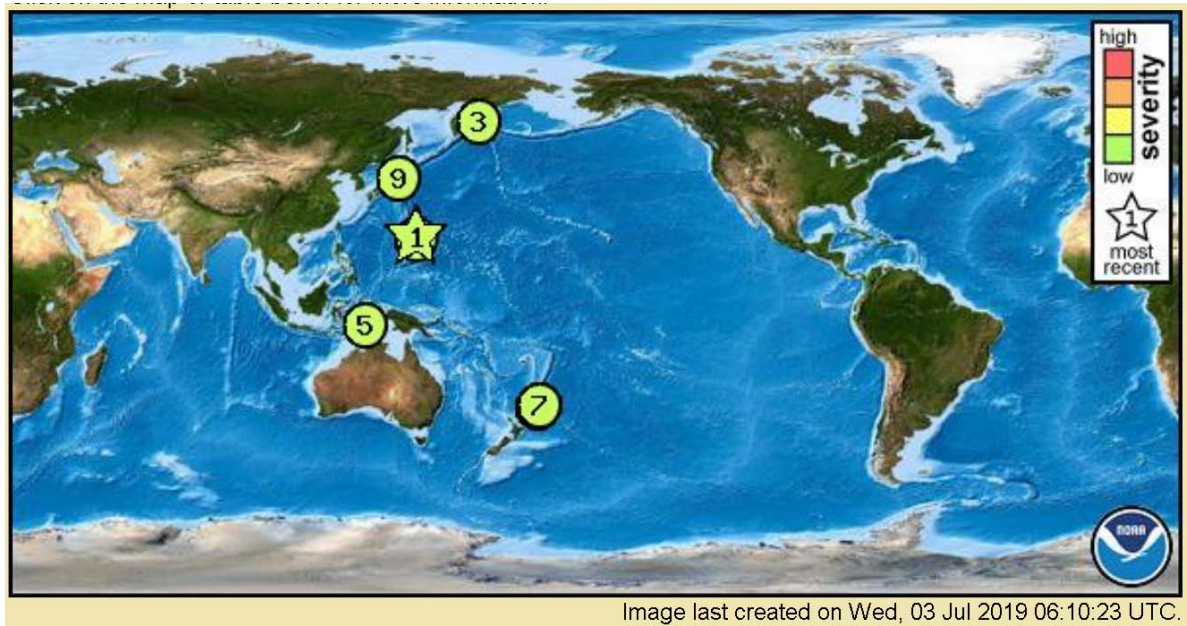 high
severity
low
1
most
recent
3
9
1
5
7
NOAA
Image last created on Wed, 03 Jul 2019 06:10:23 UTC.